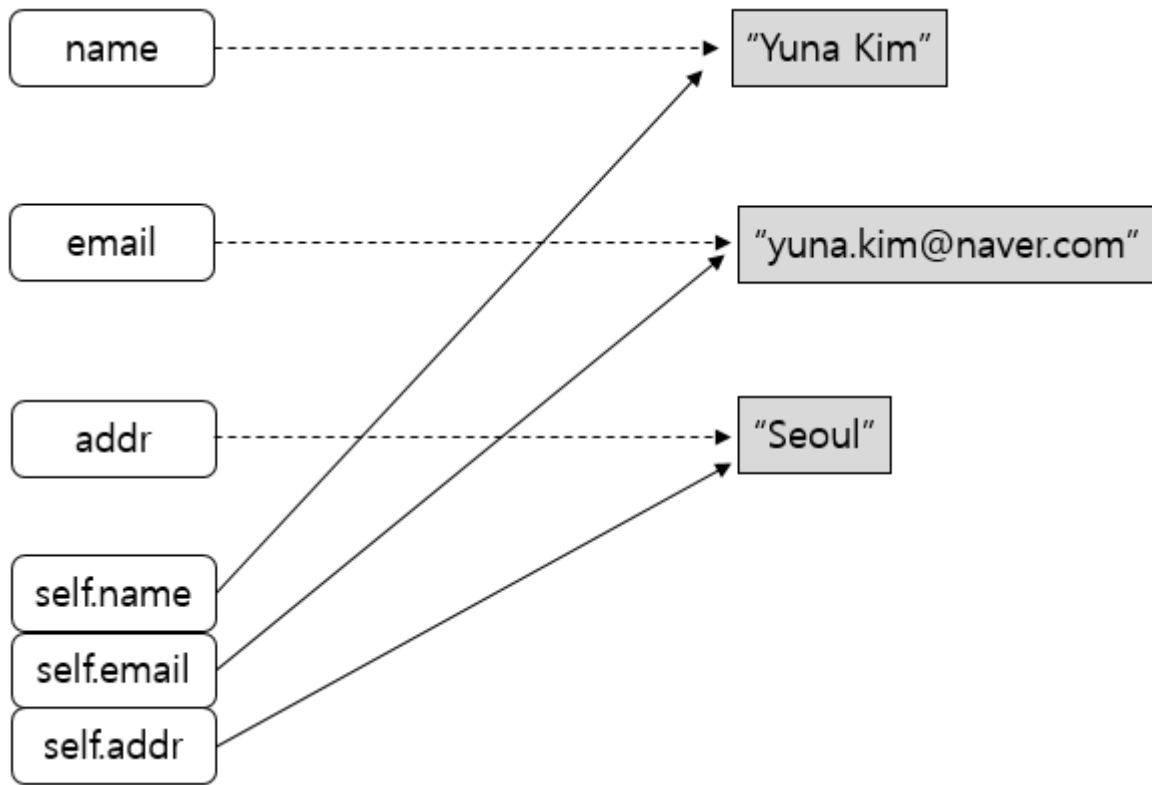 name
“Yuna Kim”
email
“yuna.kim@naver.com”
addr
“Seoul”
self.name
self.email
self.addr